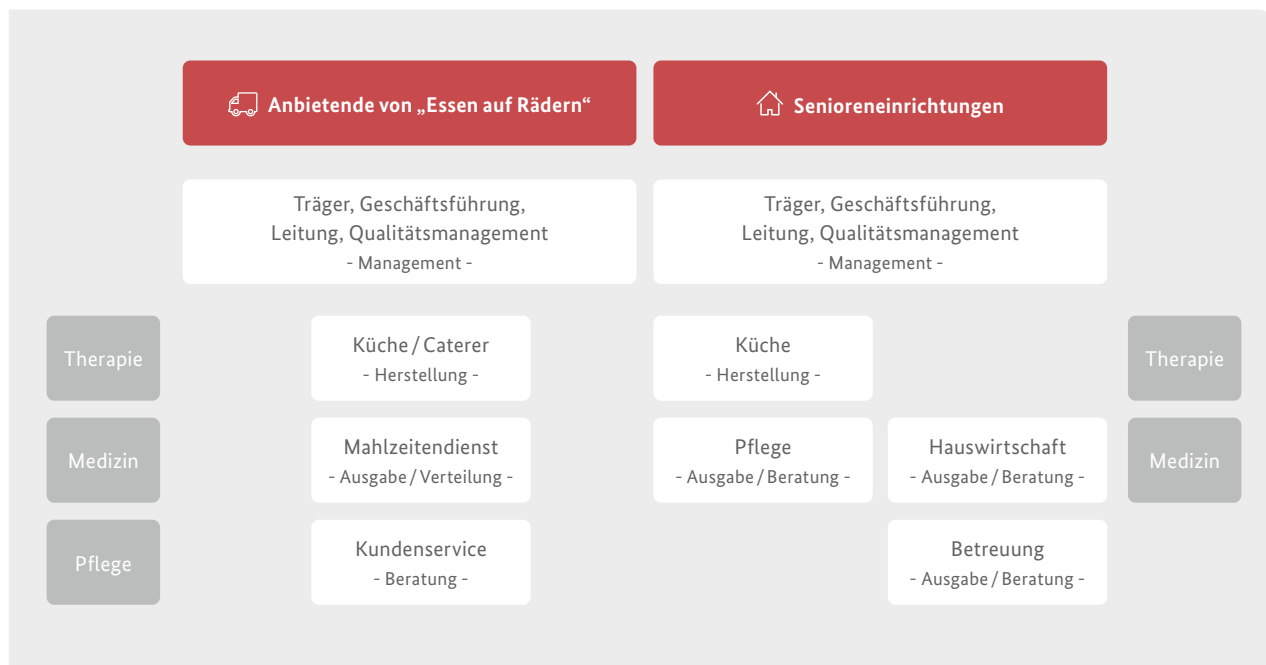 Anbietende von „Essen auf Rädern“
Senioreneinrichtungen
Träger, Geschäftsführung,
Leitung, Qualitätsmanagement
- Management -
Träger, Geschäftsführung,
Leitung, Qualitätsmanagement
- Management -
Therapie
Küche / Caterer
- Herstellung -
Küche
- Herstellung -
Therapie
Medizin
Mahlzeitendienst
- Ausgabe / Verteilung -
Pflege
- Ausgabe / Beratung -
Hauswirtschaft
- Ausgabe / Beratung -
Medizin
Pflege
Kundenservice
- Beratung -
Betreuung
- Ausgabe / Beratung -